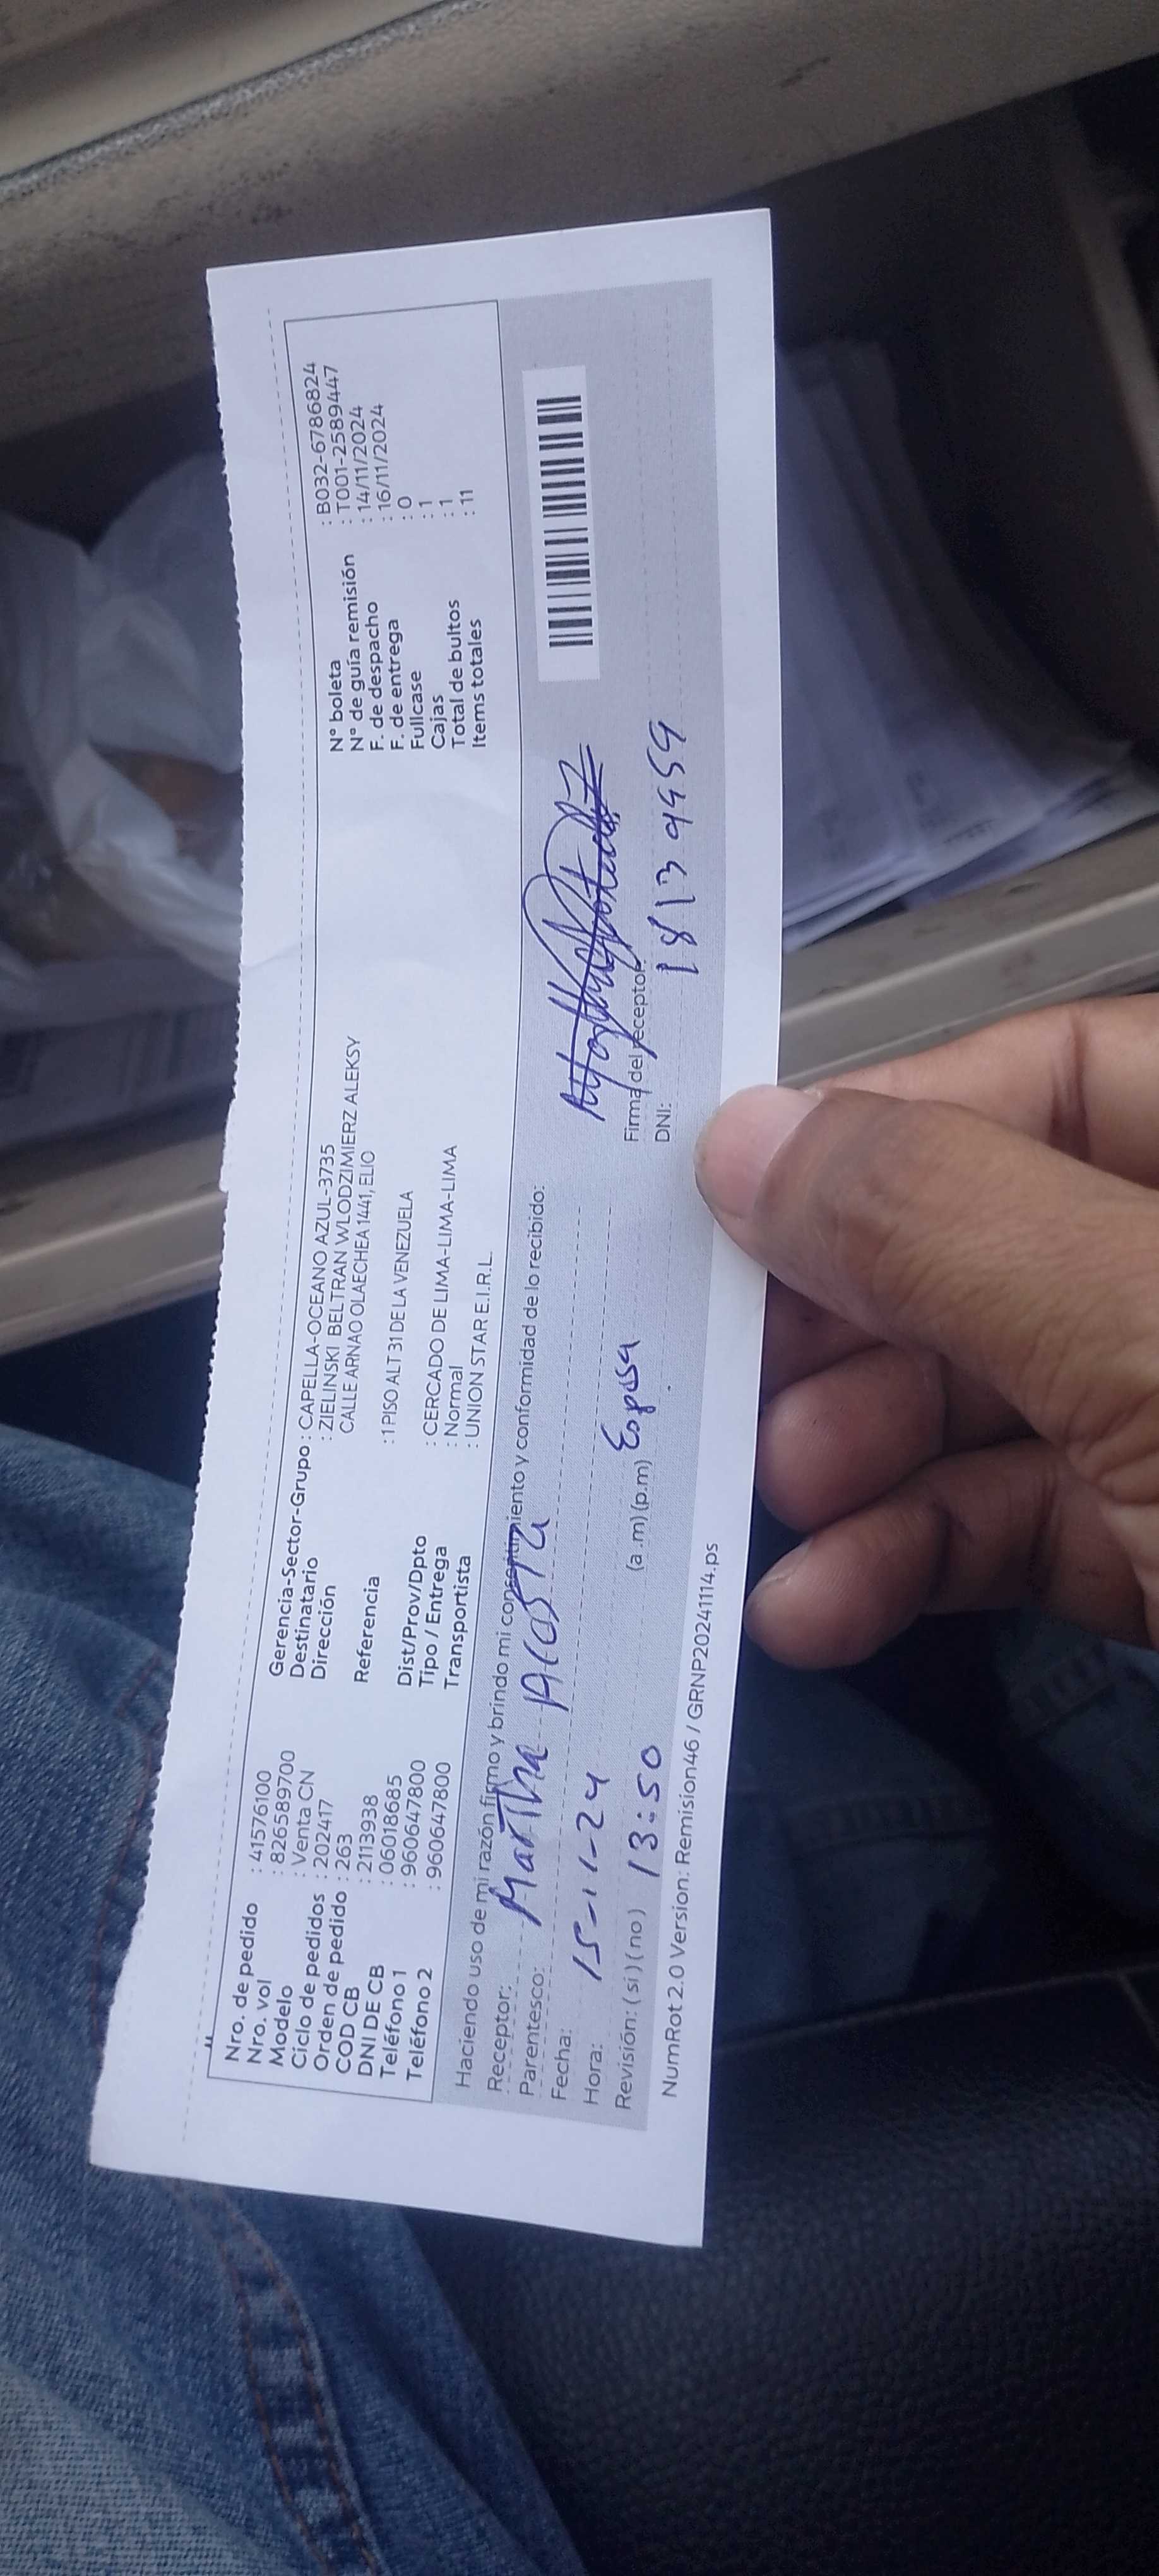 Nro. de pedido : 41576100
Nro. vol : 826589700
Modelo : Venta CN
Ciclo de pedidos : 202417
Orden de pedido : 263
COD CB : 2113938
DNI DE CB : 06018685
Teléfono 1 : 960647800
Teléfono 2 : 960647800
Gerencia-Sector-Grupo : CAPELLA-OCEANO AZUL-3735
Destinatario : ZIELINSKI BELTRAN WLODZIMIERZ ALEKSY
Dirección CALLE ARNAO OLAECHEA 1441, ELIO
Referencia : 1 PISO ALT 31 DE LA VENEZUELA
Dist/Prov/Dpto : CERCADO DE LIMA-LIMA-LIMA
Tipo / Entrega : Normal
Transportista : UNION STAR E.I.R.L.
N° boleta : B032-6786824
N° de guía remisión : T001-2589447
F. de despacho : 14/11/2024
F. de entrega : 16/11/2024
Fullcase : 0
Cajas : 1
Total de bultos : 1
Items totales : 11
Haciendo uso de mi razón firmo y brindo mi consentimiento y conformidad de lo recibido:
Receptor: Martha Acosta
Parentesco: Esposa
Fecha: 15-11-24
Hora: 13:50 (a.m) (p.m)
Revisión: (si) (no)
Firma del receptor:
DNI: 18139959
NumRot 2.0 Version: Remision46 / GRNP20241114.ps